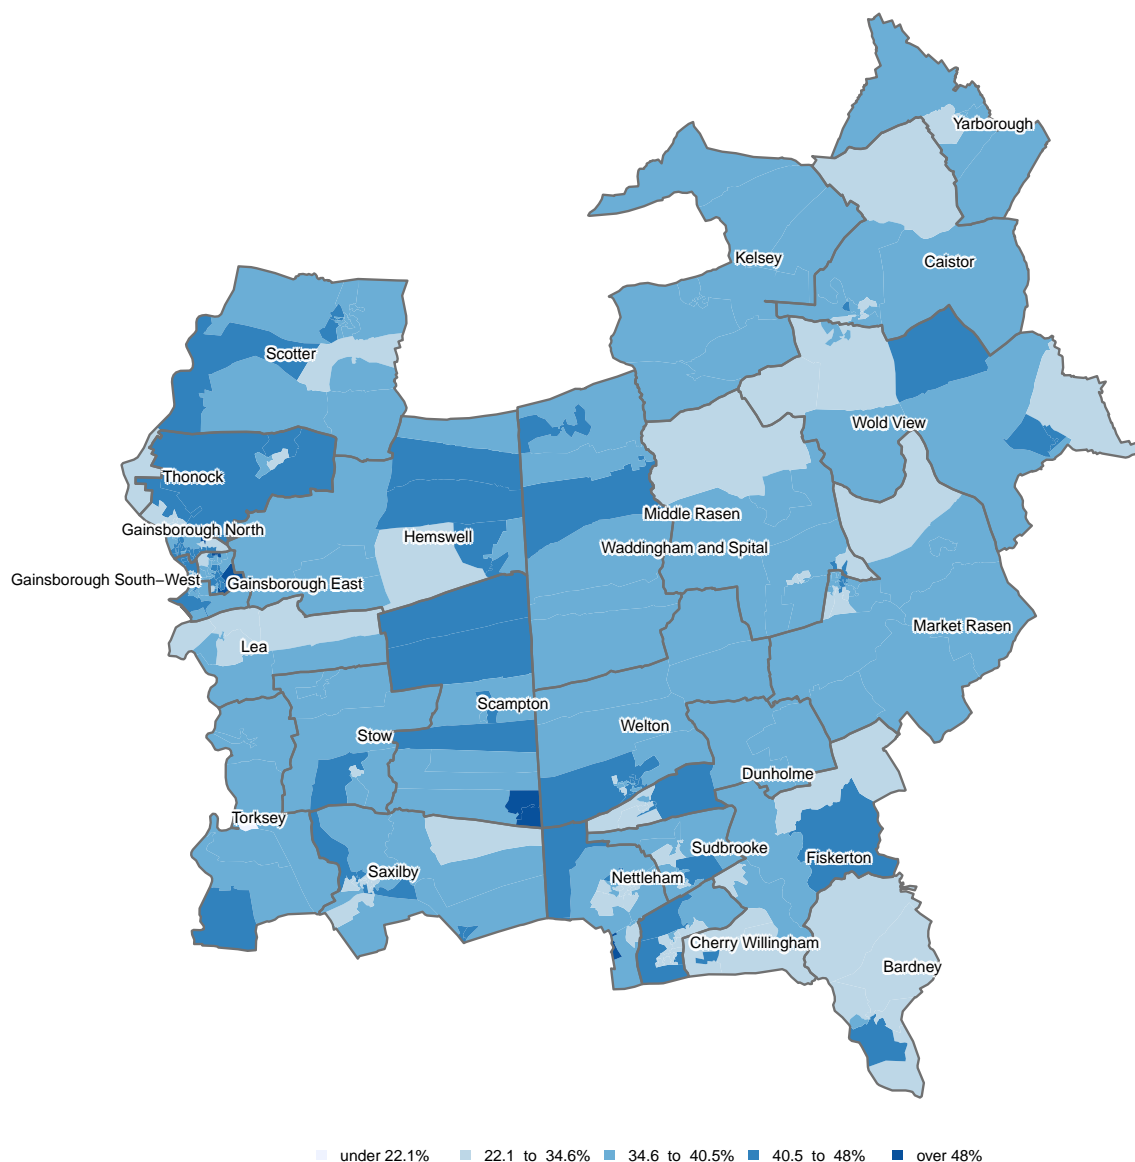 Yarborough
Kelsey
Caistor
Scotter
Wold View
Thonock
Middle Rasen
Gainsborough North
Hemswell
Waddingham and Spital
Gainsborough South−West
Gainsborough East
Market Rasen
Lea
Scampton
Welton
Stow
Dunholme
Torksey
Sudbrooke
Fiskerton
Saxilby
Nettleham
Cherry Willingham
Bardney
under 22.1% 22.1 to 34.6% 34.6 to 40.5% 40.5 to 48% over 48%